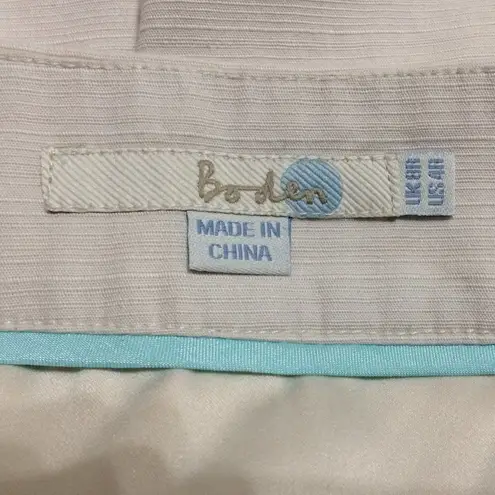 Boden
UK 8R
US 4R
MADE IN
CHINA